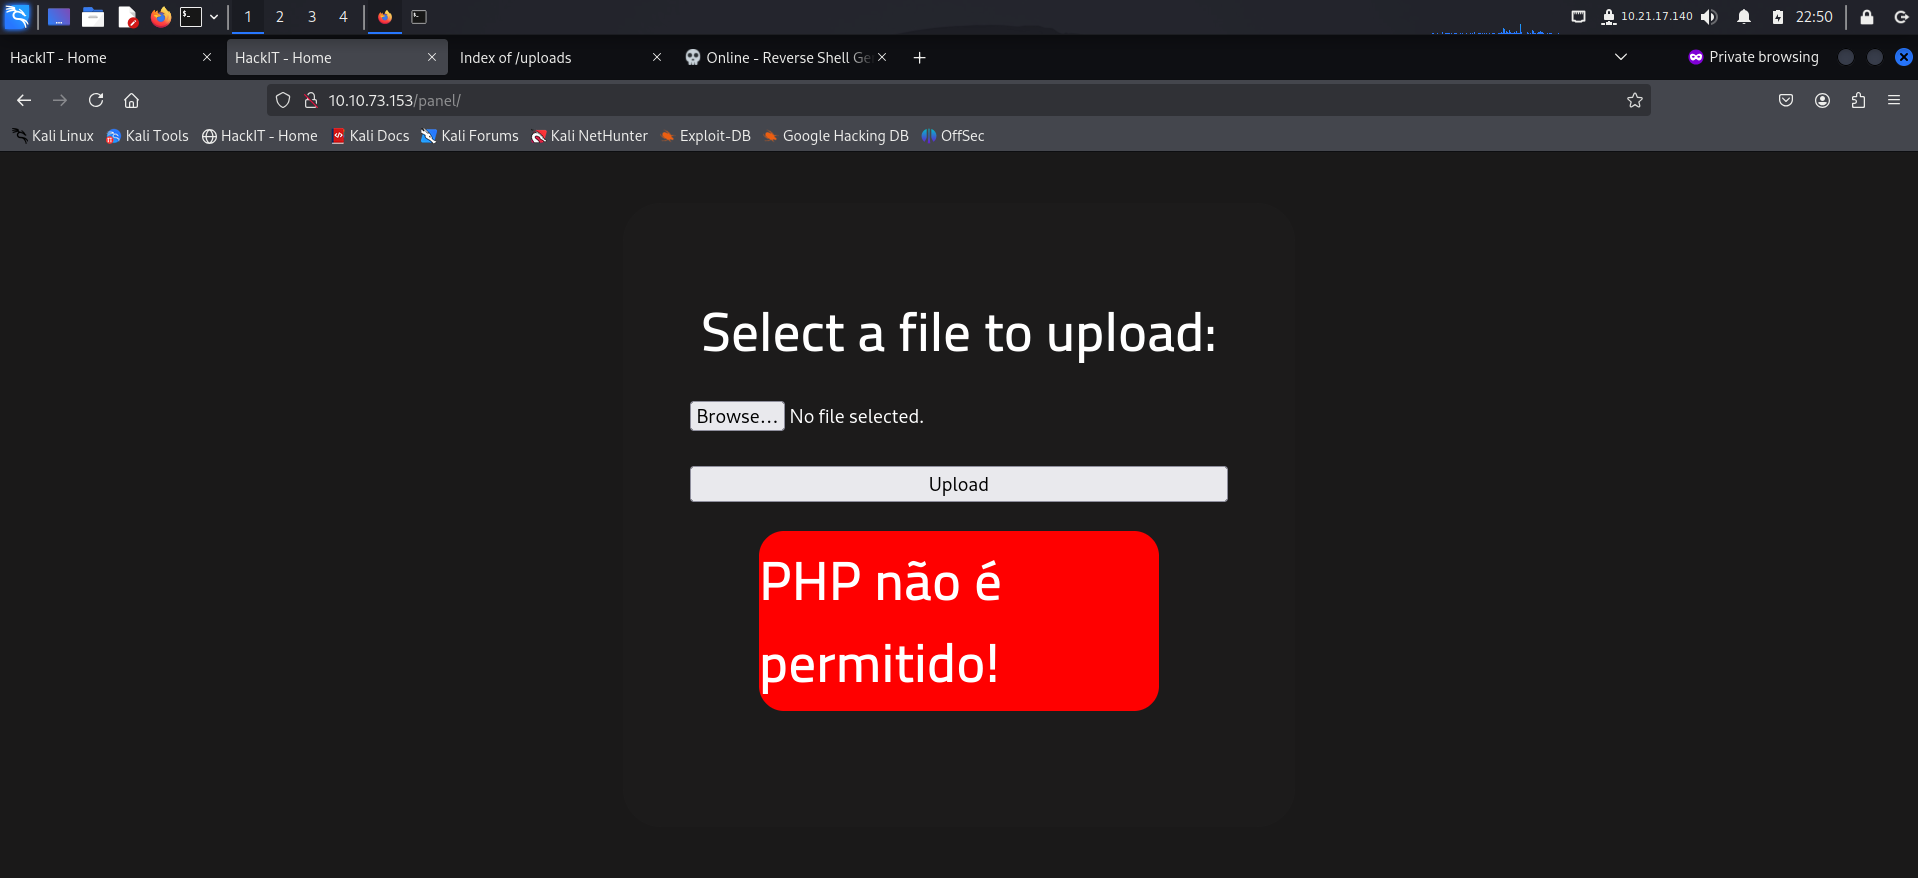 1 2 3 4
10.21.17.140 22:50
HackIT - Home HackIT - Home Index of /uploads Online - Reverse Shell Ge Private browsing
10.10.73.153/panel/
Kali Linux Kali Tools HackIT - Home Kali Docs Kali Forums Kali NetHunter Exploit-DB Google Hacking DB OffSec
Select a file to upload:
Browse... No file selected.
Upload
PHP não é
permitido!